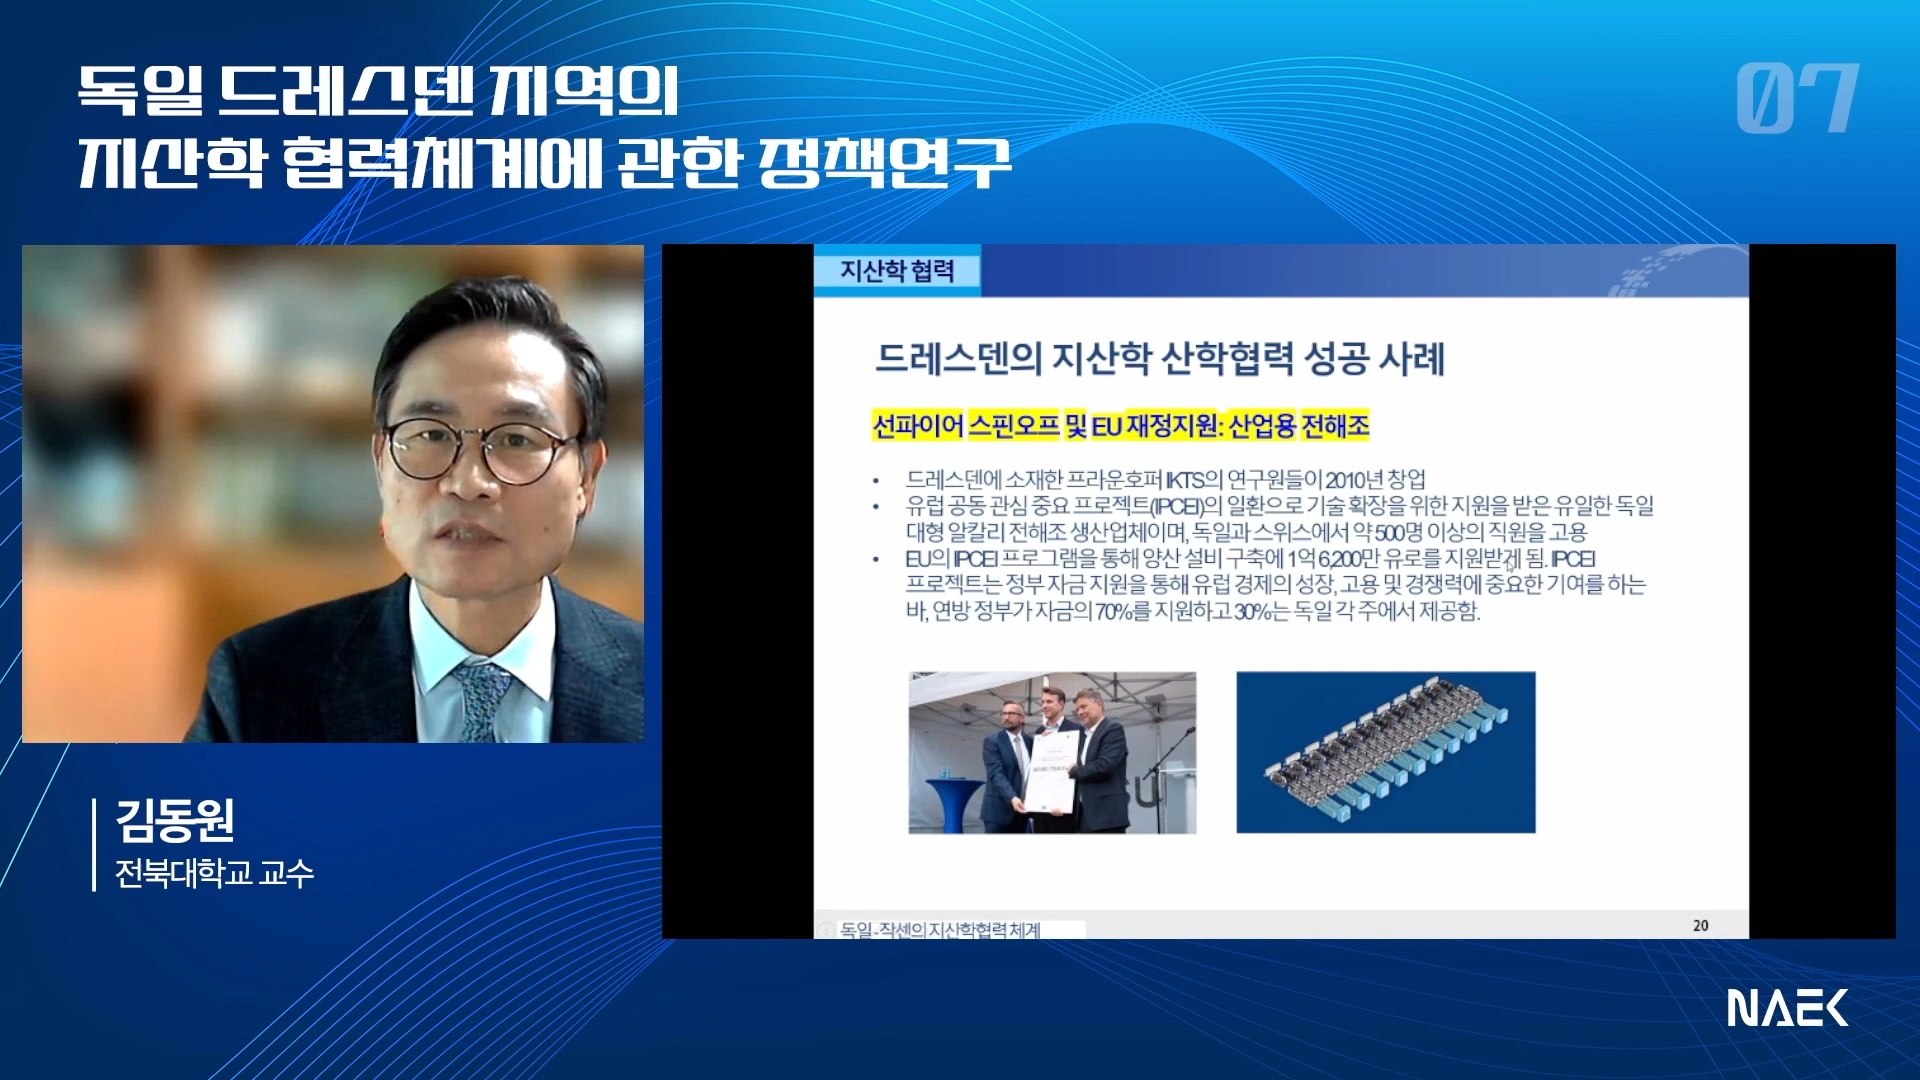 독일 드레스덴 지역의
지산학 협력체계에 관한 정책연구
07
지산학 협력
드레스덴의 지산학 산학협력 성공 사례
선파이어 스핀오프 및 EU 재정지원: 산업용 전해조
• 드레스덴에 소재한 프라운호퍼 IKTS의 연구원들이 2010년 창업
• 유럽 공동 관심 중요 프로젝트(IPCEI)의 일환으로 기술 확장을 위한 지원을 받은 유일한 독일
대형 알칼리 전해조 생산업체이며, 독일과 스위스에서 약 500명 이상의 직원을 고용
• EU의 IPCEI 프로그램을 통해 양산 설비 구축에 1억 6,200만 유로를 지원받게 됨. IPCEI
프로젝트는 정부 자금 지원을 통해 유럽 경제의 성장, 고용 및 경쟁력에 중요한 기여를 하는
바, 연방 정부가 자금의 70%를 지원하고 30%는 독일 각 주에서 제공함.
독일-작센의 지산학협력 체계
20
김동원
전북대학교 교수
NAEK